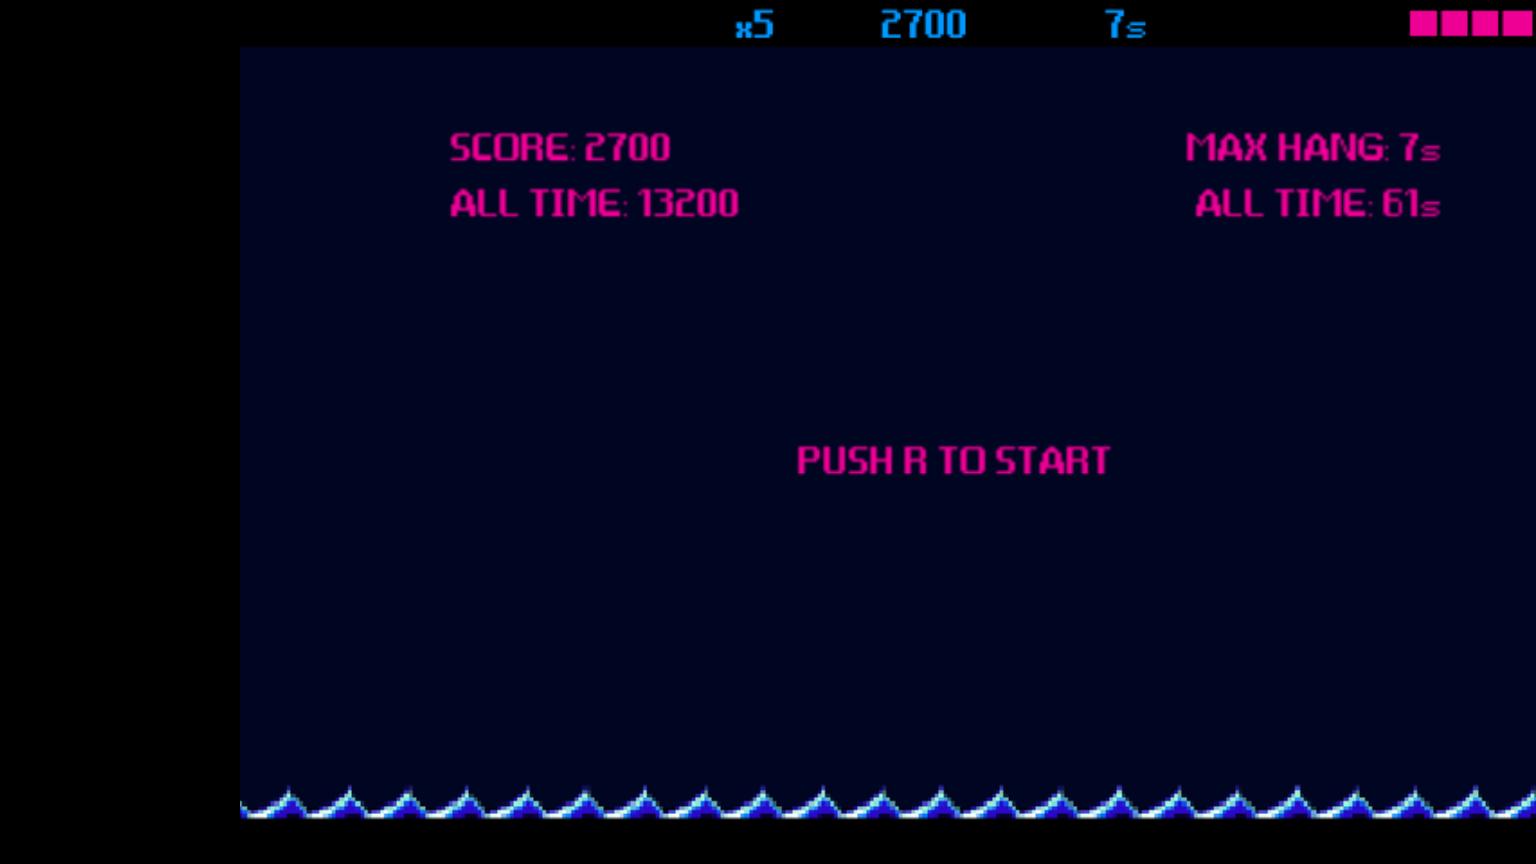 x5 2700 7s
SCORE: 2700 MAX HANG: 7s
ALL TIME: 13200 ALL TIME: 61s
PUSH R TO START